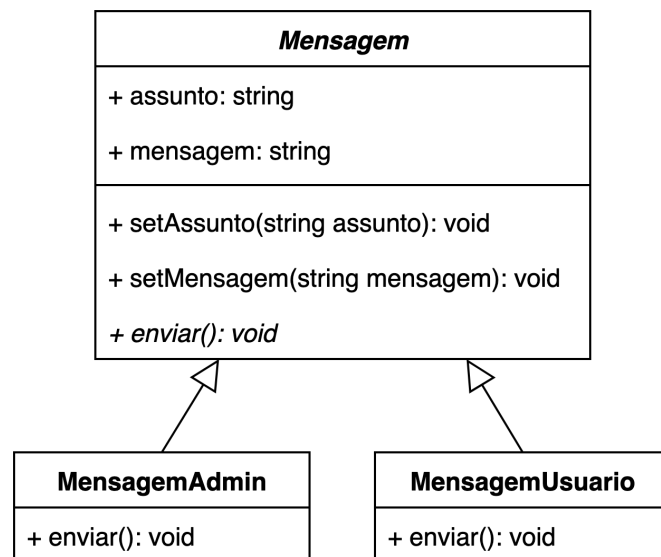 Mensagem
+ assunto: string
+ mensagem: string
+ setAssunto(string assunto): void
+ setMensagem(string mensagem): void
+ enviar(): void
MensagemAdmin
+ enviar(): void
MensagemUsuario
+ enviar(): void